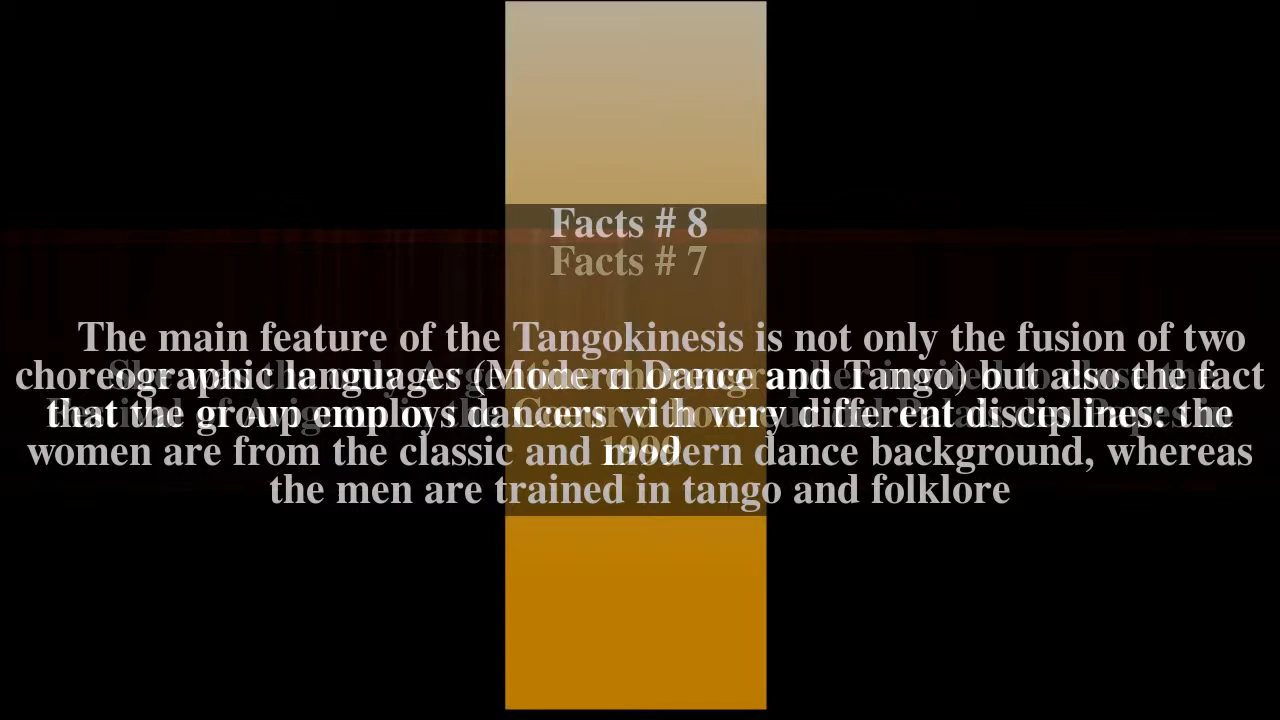 Facts # 8
Facts # 7
The main feature of the Tangokinesis is not only the fusion of two
choreographic languages (Modern Dance and Tango) but also the fact
that the group employs dancers with very different disciplines: the
women are from the classic and modern dance background, whereas
1999
the men are trained in tango and folklore